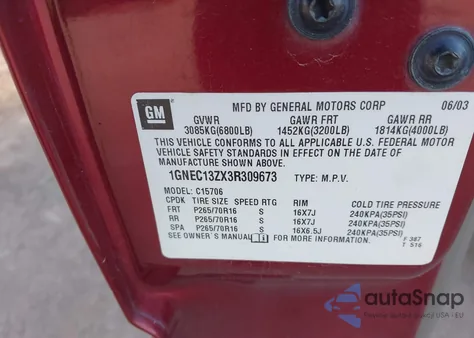 GM
MFD BY GENERAL MOTORS CORP 06/03
GVWR GAWR FRT GAWR RR
3085KG(6800LB) 1452KG(3200LB) 1814KG(4000LB)
THIS VEHICLE CONFORMS TO ALL APPLICABLE U.S. FEDERAL MOTOR
VEHICLE SAFETY STANDARDS IN EFFECT ON THE DATE OF
MANUFACTURE SHOWN ABOVE.
1GNEC13ZX3R309673 TYPE: M.P.V.
MODEL: C15706
CPDK TIRE SIZE SPEED RTG RIM COLD TIRE PRESSURE
FRT P265/70R16 S 16X7J 240KPA(35PSI)
RR P265/70R16 S 16X7J 240KPA(35PSI)
SPA P265/70R16 S 16X6.5J 240KPA(35PSI)
SEE OWNER'S MANUAL FOR MORE INFORMATION. F 387
T 516
autoSnap